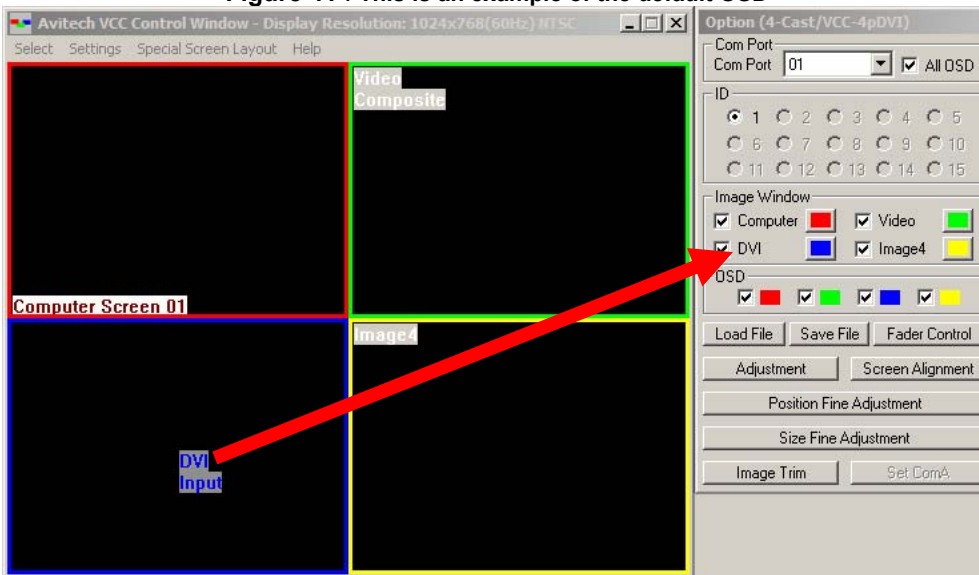 Avitech VCC Control Window - Display Resolution: 1024x768(60Hz) NTSC
Select Settings Special Screen Layout Help
Video
Composite
Computer Screen 01
Image4
DVI
Input
Option (4-Cast/VCC-4pDVI)
Com Port
Com Port 01 All OSD
ID
1 2 3 4 5
6 7 8 9 10
11 12 13 14 15
Image Window
Computer Video
DVI Image4
OSD
Load File Save File Fader Control
Adjustment Screen Alignment
Position Fine Adjustment
Size Fine Adjustment
Image Trim Set ComA